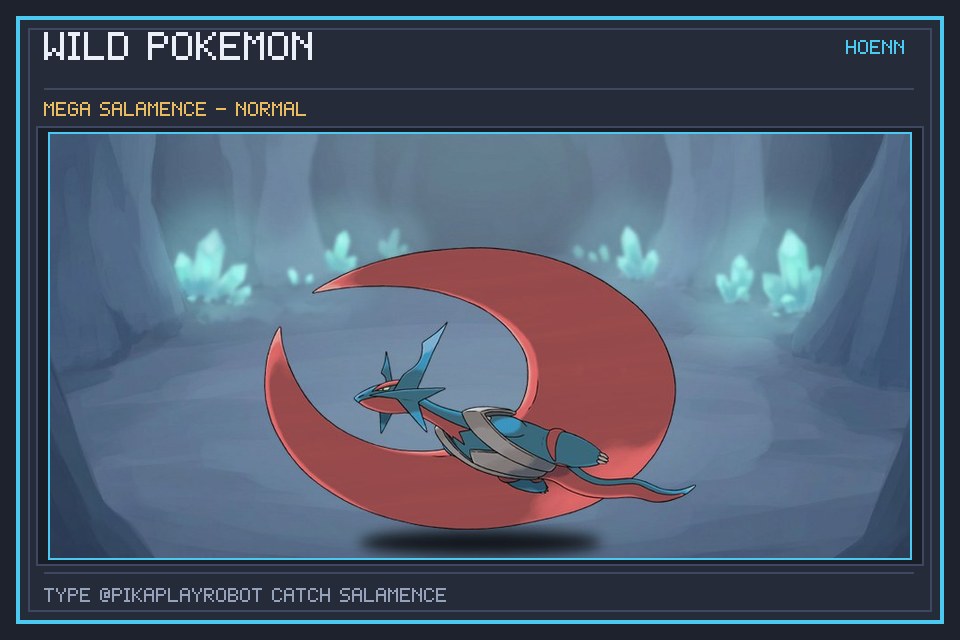 WILD POKEMON
HOENN
MEGA SALAMENCE - NORMAL
TYPE @PIKAPLAYROBOT CATCH SALAMENCE